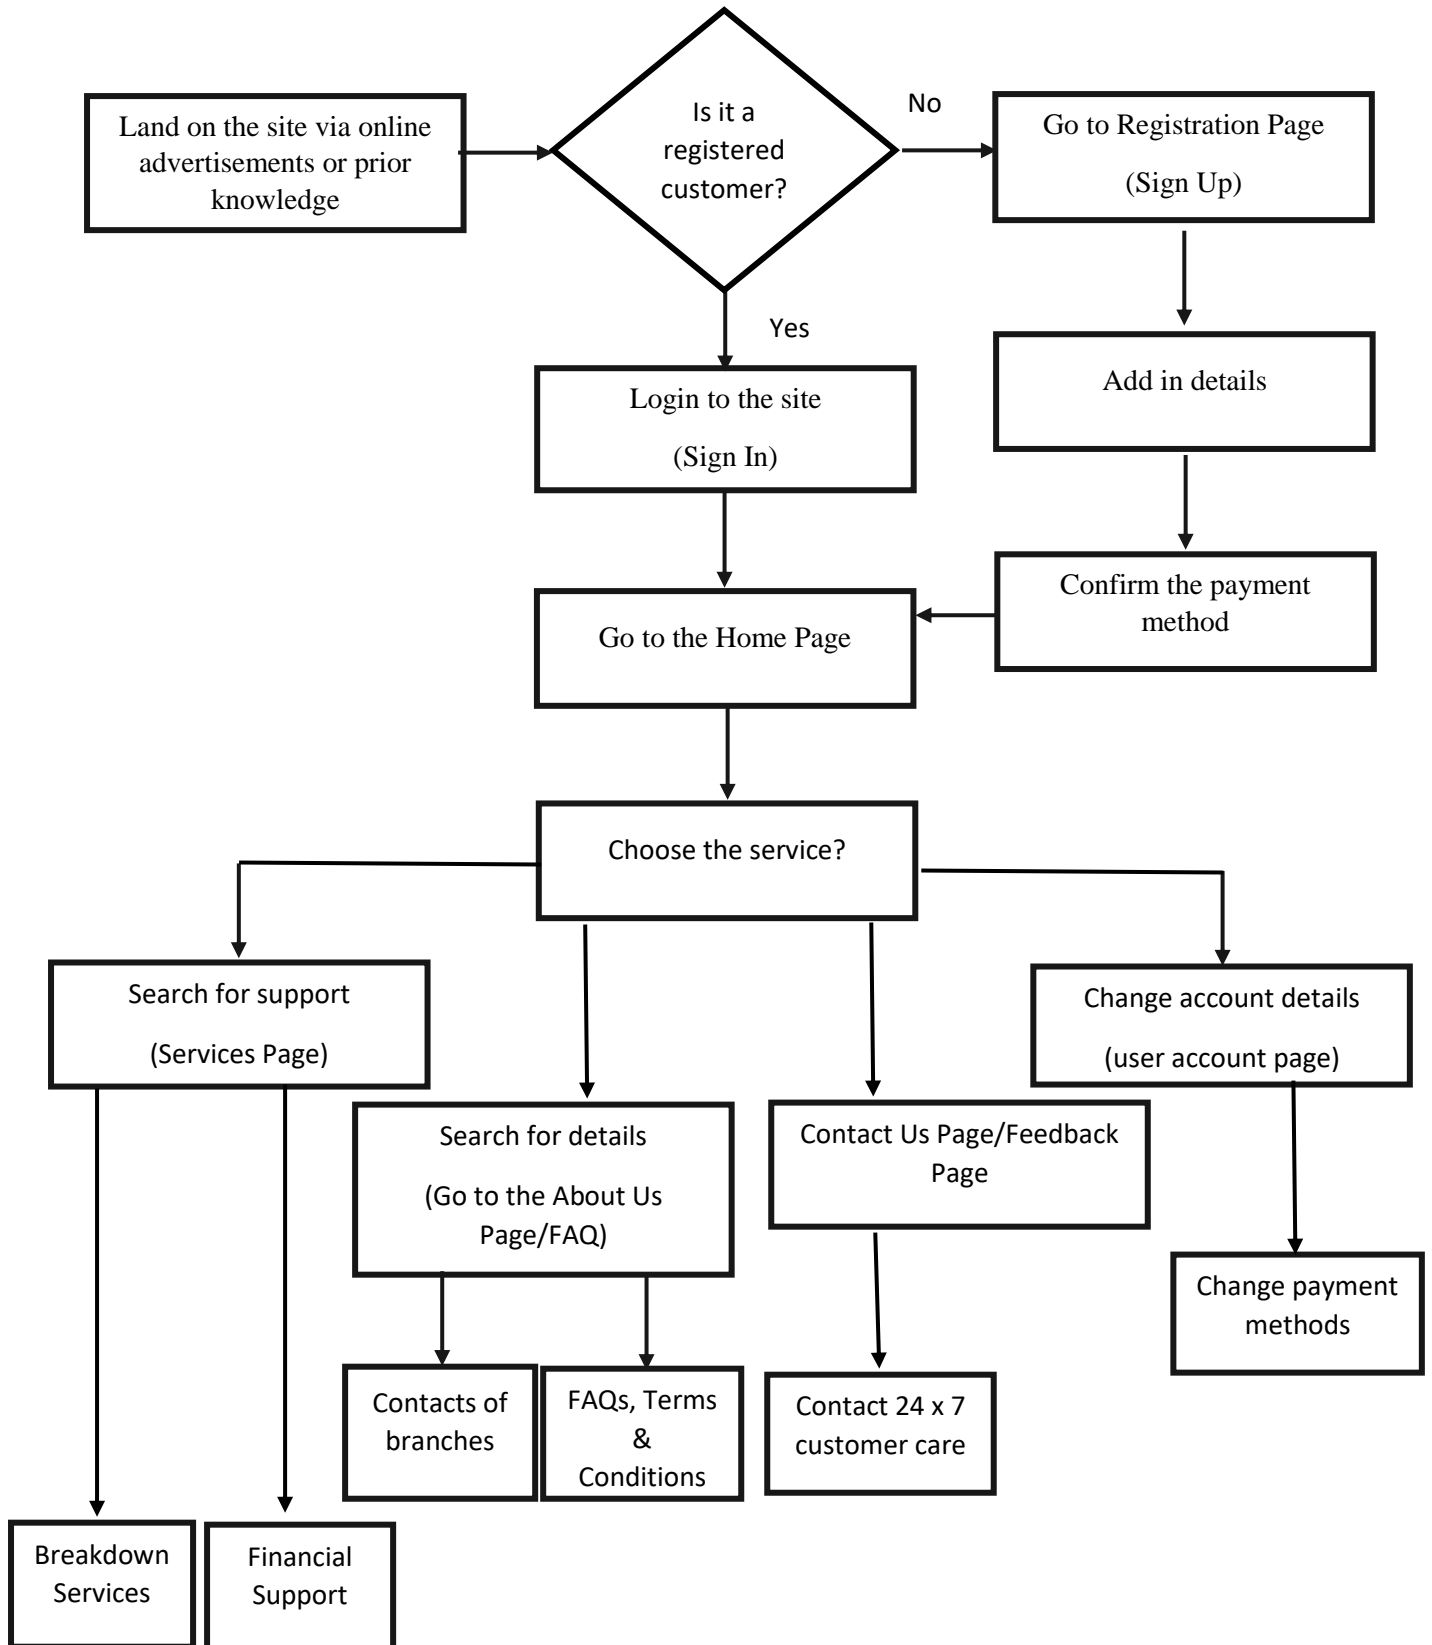 Land on the site via online
advertisements or prior
knowledge
Is it a
registered
customer?
No
Go to Registration Page
(Sign Up)
Yes
Login to the site
(Sign In)
Add in details
Confirm the payment
method
Go to the Home Page
Choose the service?
Search for support
(Services Page)
Change account details
(user account page)
Search for details
(Go to the About Us
Page/FAQ)
Contact Us Page/Feedback
Page
Change payment
methods
Contacts of
branches
FAQs, Terms
&
Conditions
Contact 24 x 7
customer care
Breakdown
Services
Financial
Support